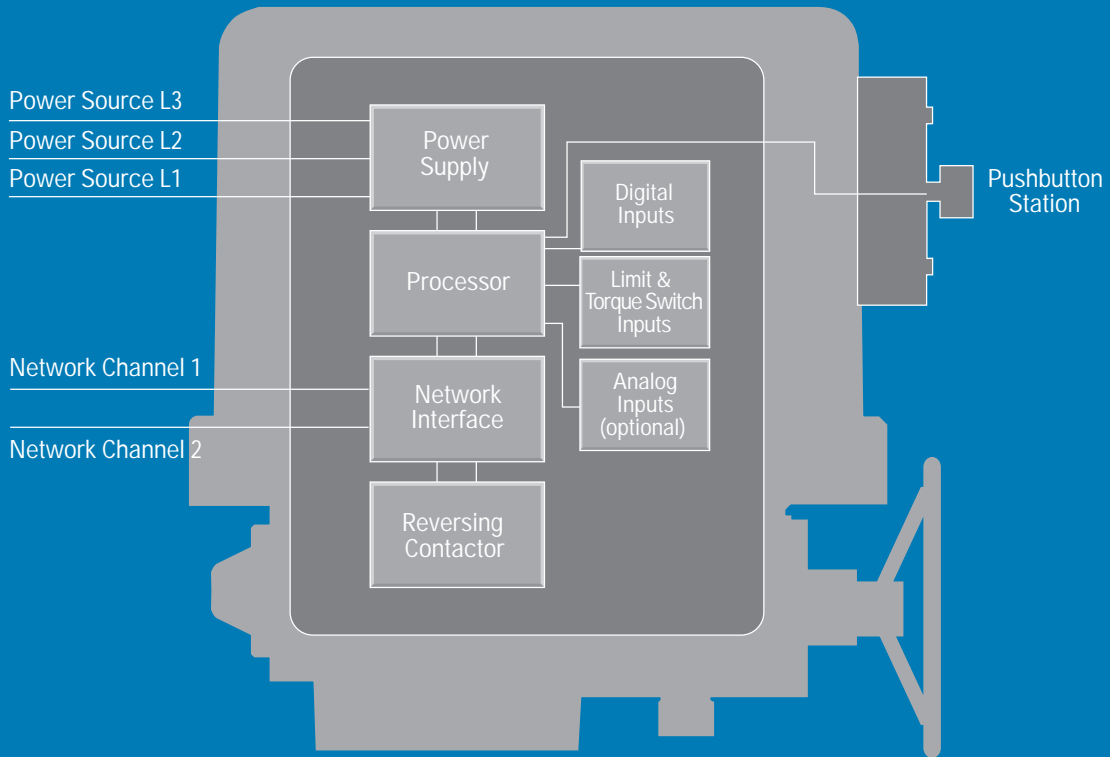 Power Source L3
Power Source L2
Power Source L1
Power
Supply
Digital
Inputs
Pushbutton
Station
Processor
Limit &
Torque Switch
Inputs
Network Channel 1
Network
Interface
Analog
Inputs
(optional)
Network Channel 2
Reversing
Contactor